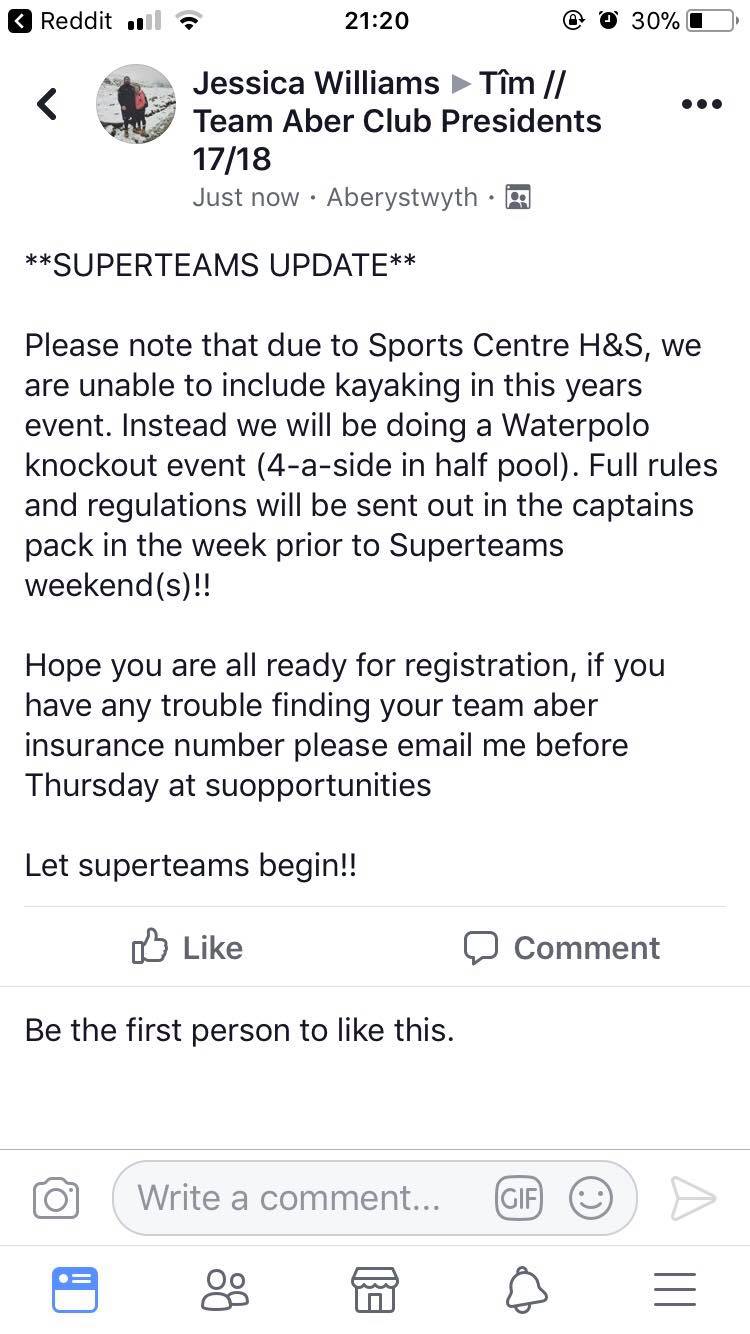 Reddit 21:20 30%
Jessica Williams ▶ Tîm //
Team Aber Club Presidents
17/18
Just now · Aberystwyth ·
**SUPERTEAMS UPDATE**
Please note that due to Sports Centre H&S, we
are unable to include kayaking in this years
event. Instead we will be doing a Waterpolo
knockout event (4-a-side in half pool). Full rules
and regulations will be sent out in the captains
pack in the week prior to Superteams
weekend(s)!!
Hope you are all ready for registration, if you
have any trouble finding your team aber
insurance number please email me before
Thursday at suopportunities
Let superteams begin!!
Like Comment
Be the first person to like this.
Write a comment... GIF